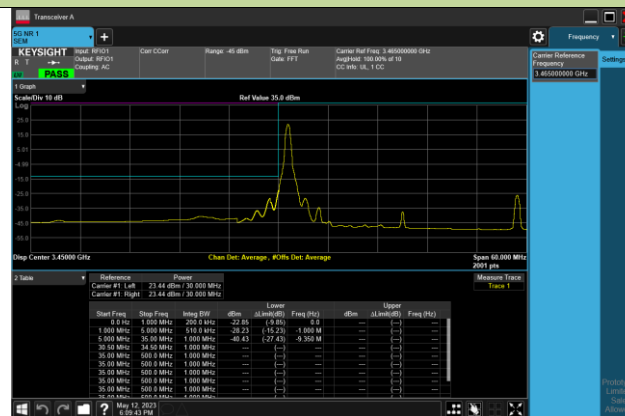 Transceiver A
5G NR 1
SEM
Frequency
KEYSIGHT
R T
PASS
Input: RFIO1
Output: RFIO1
Coupling: AC
Corr CCorr
Range: -45 dBm
Trig: Free Run
Gate: FFT
Carrier Ref Freq: 3.465000000 GHz
Avg|Hold: 100.00% of 10
CC Info: UL, 1 CC
Carrier Reference
Frequency
3.465000000 GHz
Settings
1 Graph
Scale/Div 10 dB
Ref Value 35.0 dBm
Log
25.0
15.0
5.01
-4.99
-15.0
-25.0
-35.0
-45.0
-55.0
Disp Center 3.45000 GHz
Chan Det: Average , #Offs Det: Average
Span 60.000 MHz
2001 pts
2 Table
Reference Power
Carrier #1: Left 23.44 dBm / 30.000 MHz
Carrier #1: Right 23.44 dBm / 30.000 MHz
Measure Trace
Trace 1
Lower Upper
Start Freq Stop Freq Integ BW dBm ΔLimit(dB) Freq (Hz) dBm ΔLimit(dB) Freq (Hz)
0.0 Hz 1.000 MHz 200.0 kHz -22.85 (-9.85) 0.0 --- (---) ---
1.000 MHz 5.000 MHz 510.0 kHz -28.23 (-15.23) -1.000 M --- (---) ---
5.000 MHz 35.00 MHz 1.000 MHz -40.43 (-27.43) -9.350 M --- (---) ---
30.50 MHz 34.50 MHz 1.000 MHz --- (---) --- --- (---) ---
35.00 MHz 500.0 MHz 1.000 MHz --- (---) --- --- (---) ---
35.00 MHz 500.0 MHz 1.000 MHz --- (---) --- --- (---) ---
35.00 MHz 500.0 MHz 1.000 MHz --- (---) --- --- (---) ---
35.00 MHz 500.0 MHz 1.000 MHz --- (---) --- --- (---) ---
35.00 MHz 500.0 MHz 1.000 MHz --- (---) --- --- (---) ---
35.00 MHz 500.0 MHz 1.000 MHz --- (---) --- --- (---) ---
May 12, 2023
6:09:43 PM